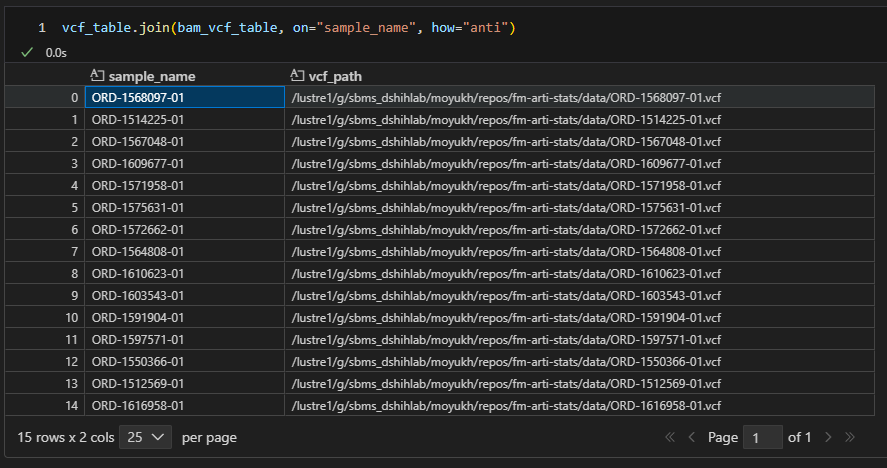 1 vcf_table.join(bam_vcf_table, on="sample_name", how="anti")
0.0s
sample_name vcf_path
0 ORD-1568097-01 /lustre1/g/sbms_dshihlab/moyukh/repos/fm-arti-stats/data/ORD-1568097-01.vcf
1 ORD-1514225-01 /lustre1/g/sbms_dshihlab/moyukh/repos/fm-arti-stats/data/ORD-1514225-01.vcf
2 ORD-1567048-01 /lustre1/g/sbms_dshihlab/moyukh/repos/fm-arti-stats/data/ORD-1567048-01.vcf
3 ORD-1609677-01 /lustre1/g/sbms_dshihlab/moyukh/repos/fm-arti-stats/data/ORD-1609677-01.vcf
4 ORD-1571958-01 /lustre1/g/sbms_dshihlab/moyukh/repos/fm-arti-stats/data/ORD-1571958-01.vcf
5 ORD-1575631-01 /lustre1/g/sbms_dshihlab/moyukh/repos/fm-arti-stats/data/ORD-1575631-01.vcf
6 ORD-1572662-01 /lustre1/g/sbms_dshihlab/moyukh/repos/fm-arti-stats/data/ORD-1572662-01.vcf
7 ORD-1564808-01 /lustre1/g/sbms_dshihlab/moyukh/repos/fm-arti-stats/data/ORD-1564808-01.vcf
8 ORD-1610623-01 /lustre1/g/sbms_dshihlab/moyukh/repos/fm-arti-stats/data/ORD-1610623-01.vcf
9 ORD-1603543-01 /lustre1/g/sbms_dshihlab/moyukh/repos/fm-arti-stats/data/ORD-1603543-01.vcf
10 ORD-1591904-01 /lustre1/g/sbms_dshihlab/moyukh/repos/fm-arti-stats/data/ORD-1591904-01.vcf
11 ORD-1597571-01 /lustre1/g/sbms_dshihlab/moyukh/repos/fm-arti-stats/data/ORD-1597571-01.vcf
12 ORD-1550366-01 /lustre1/g/sbms_dshihlab/moyukh/repos/fm-arti-stats/data/ORD-1550366-01.vcf
13 ORD-1512569-01 /lustre1/g/sbms_dshihlab/moyukh/repos/fm-arti-stats/data/ORD-1512569-01.vcf
14 ORD-1616958-01 /lustre1/g/sbms_dshihlab/moyukh/repos/fm-arti-stats/data/ORD-1616958-01.vcf
15 rows x 2 cols 25 per page Page 1 of 1